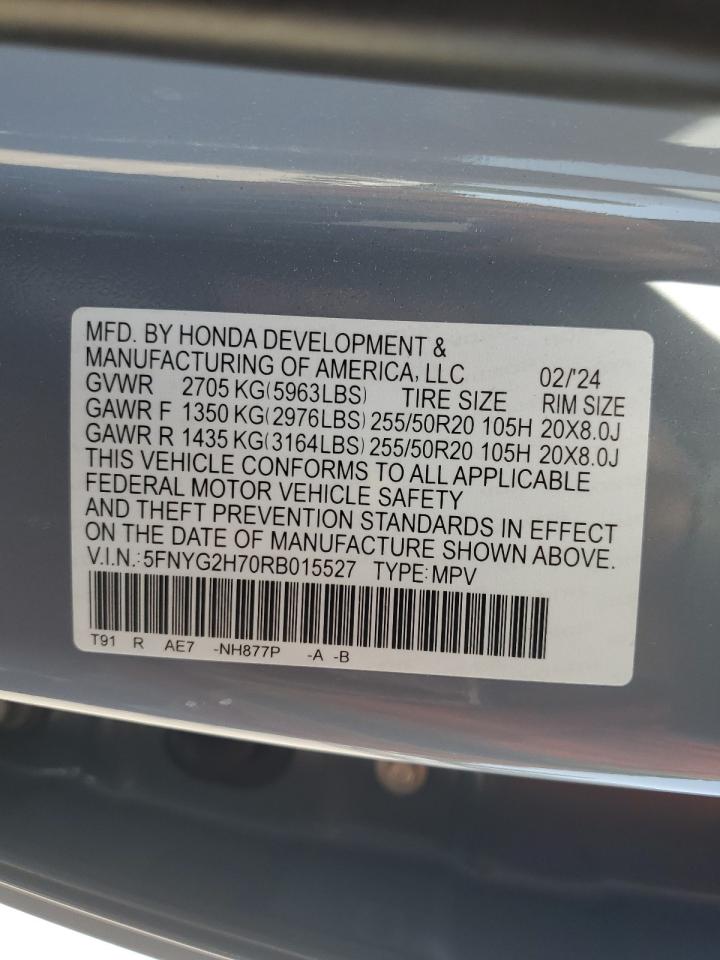 MFD. BY HONDA DEVELOPMENT &
MANUFACTURING OF AMERICA, LLC 02/'24
GVWR 2705 KG(5963LBS) TIRE SIZE RIM SIZE
GAWR F 1350 KG(2976LBS) 255/50R20 105H 20X8.0J
GAWR R 1435 KG(3164LBS) 255/50R20 105H 20X8.0J
THIS VEHICLE CONFORMS TO ALL APPLICABLE
FEDERAL MOTOR VEHICLE SAFETY
AND THEFT PREVENTION STANDARDS IN EFFECT
ON THE DATE OF MANUFACTURE SHOWN ABOVE.
V.I.N.:5FNYG2H70RB015527 TYPE:MPV
T91 R AE7 -NH877P -A -B